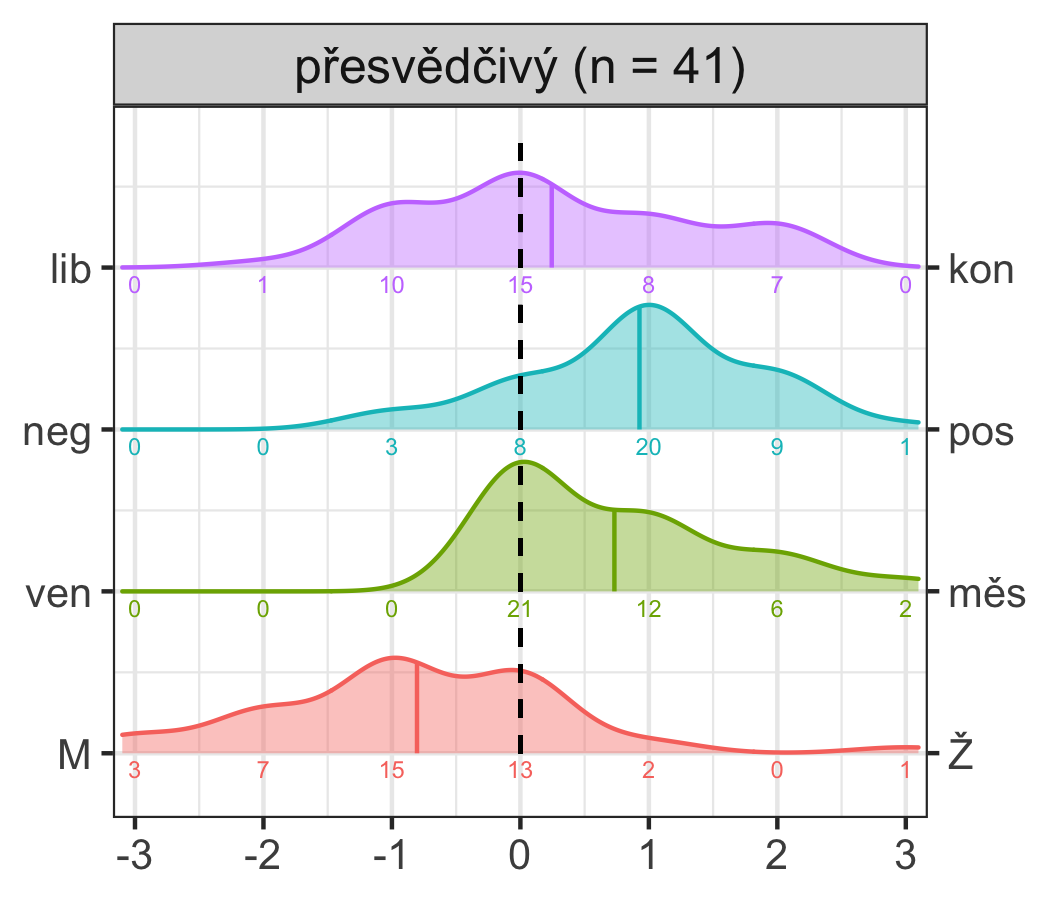 přesvědčivý (n = 41)
lib kon
0 1 10 15 8 7 0
neg pos
0 0 3 8 20 9 1
ven měs
0 0 0 21 12 6 2
M Ž
3 7 15 13 2 0 1
-3 -2 -1 0 1 2 3